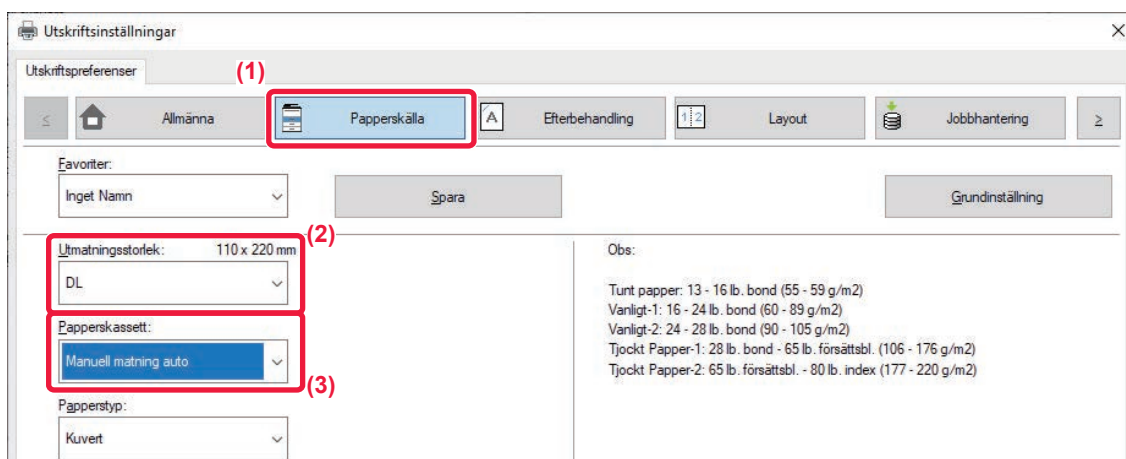 Utskriftsinställningar
Utskriftspreferenser
(1)
<
Allmänna
Papperskälla
A
Efterbehandling
1 2
Layout
Jobbhantering
>
Favoriter:
Inget Namn
Spara
Grundinställning
Utmatningsstorlek: 110 x 220 mm
(2)
DL
Papperskassett:
Manuell matning auto
(3)
Papperstyp:
Kuvert
Obs:
Tunt papper: 13 - 16 lb. bond (55 - 59 g/m2)
Vanligt-1: 16 - 24 lb. bond (60 - 89 g/m2)
Vanligt-2: 24 - 28 lb. bond (90 - 105 g/m2)
Tjockt Papper-1: 28 lb. bond - 65 lb. försättsbl. (106 - 176 g/m2)
Tjockt Papper-2: 65 lb. försättsbl. - 80 lb. index (177 - 220 g/m2)